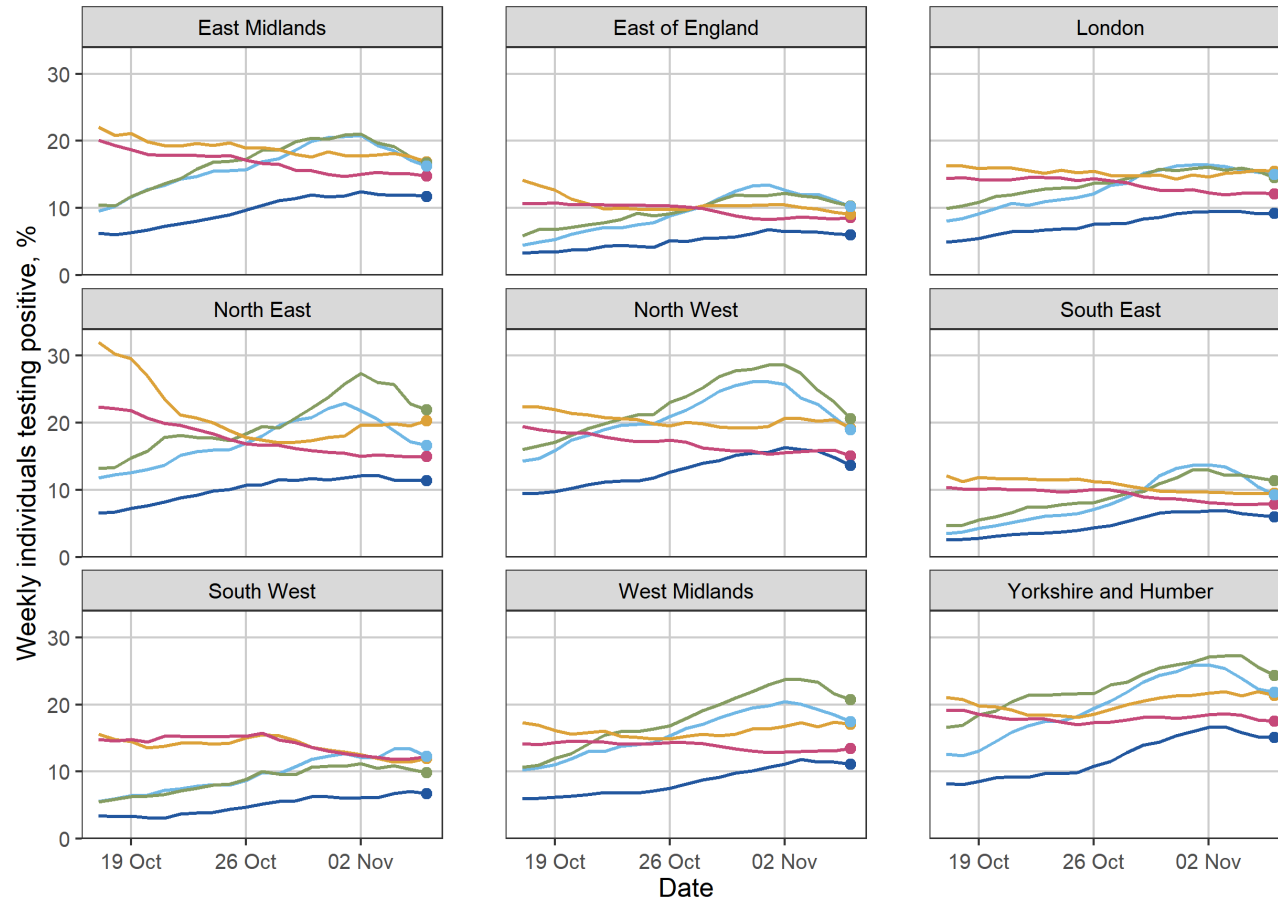 East Midlands
East of England
London
30
20
10
0
North East
North West
South East
30
20
10
0
South West
West Midlands
Yorkshire and Humber
30
20
10
0
19 Oct
26 Oct
02 Nov
19 Oct
26 Oct
02 Nov
19 Oct
26 Oct
02 Nov
Date
Weekly individuals testing positive, %